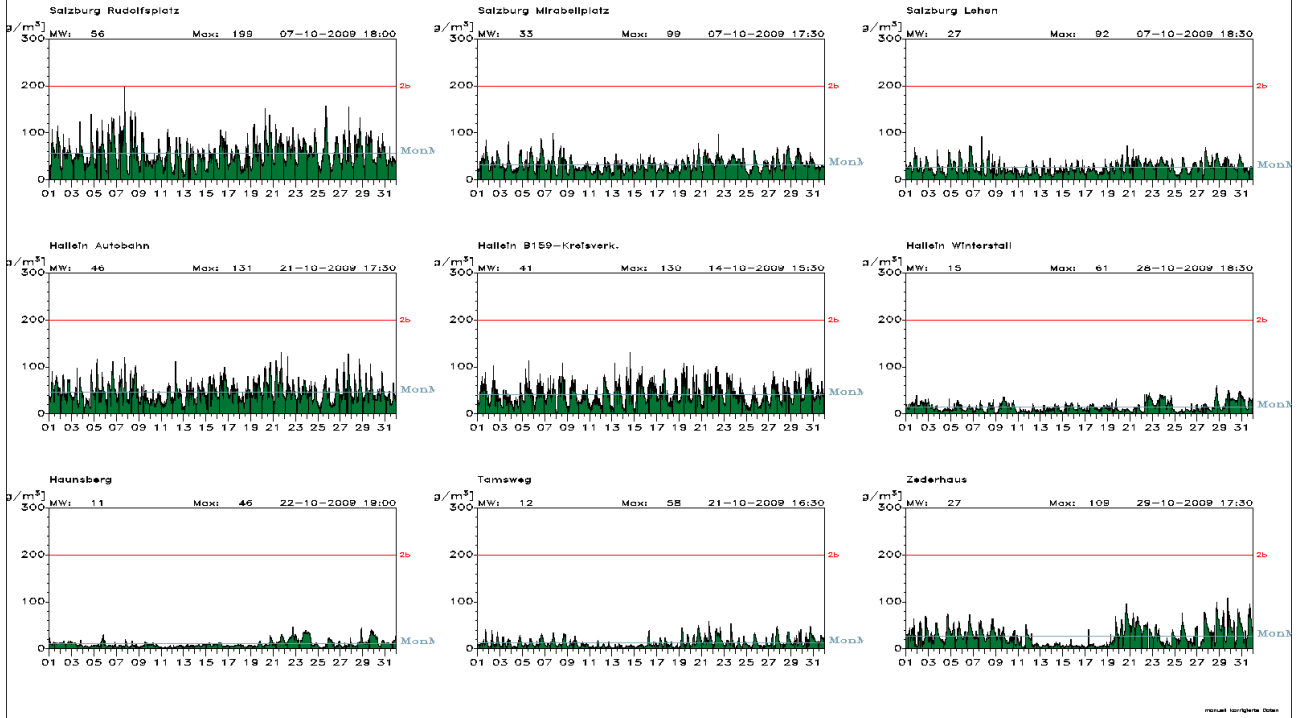 Salzburg Rudolfsplatz
g/m³] MW: 56 Max: 199 07-10-2009 18:00
300
200 2b
100
MonM
0
01 03 05 07 09 11 13 15 17 19 21 23 25 27 29 31
Salzburg Mirabellplatz
g/m³] MW: 33 Max: 99 07-10-2009 17:30
300
200 2b
100
MonM
0
01 03 05 07 09 11 13 15 17 19 21 23 25 27 29 31
Salzburg Lehen
g/m³] MW: 27 Max: 92 07-10-2009 18:30
300
200 2b
100
MonM
0
01 03 05 07 09 11 13 15 17 19 21 23 25 27 29 31
Hallein Autobahn
g/m³] MW: 46 Max: 131 21-10-2009 17:30
300
200 2b
100
MonM
0
01 03 05 07 09 11 13 15 17 19 21 23 25 27 29 31
Hallein B159-Kreisverk.
g/m³] MW: 41 Max: 130 14-10-2009 15:30
300
200 2b
100
MonM
0
01 03 05 07 09 11 13 15 17 19 21 23 25 27 29 31
Hallein Winterstall
g/m³] MW: 15 Max: 61 28-10-2009 18:30
300
200 2b
100
MonM
0
01 03 05 07 09 11 13 15 17 19 21 23 25 27 29 31
Haunsberg
g/m³] MW: 11 Max: 46 22-10-2009 19:00
300
200 2b
100
MonM
0
01 03 05 07 09 11 13 15 17 19 21 23 25 27 29 31
Tamsweg
g/m³] MW: 12 Max: 58 21-10-2009 16:30
300
200 2b
100
MonM
0
01 03 05 07 09 11 13 15 17 19 21 23 25 27 29 31
Zederhaus
g/m³] MW: 27 Max: 109 29-10-2009 17:30
300
200 2b
100
MonM
0
01 03 05 07 09 11 13 15 17 19 21 23 25 27 29 31
manuell korrigierte Daten